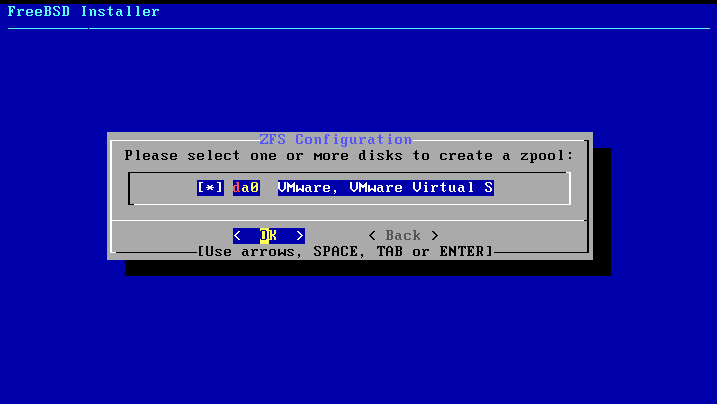 FreeBSD Installer
ZFS Configuration
Please select one or more disks to create a zpool:
[*] da0 VMware, VMware Virtual S
< OK > < Back >
[Use arrows, SPACE, TAB or ENTER]